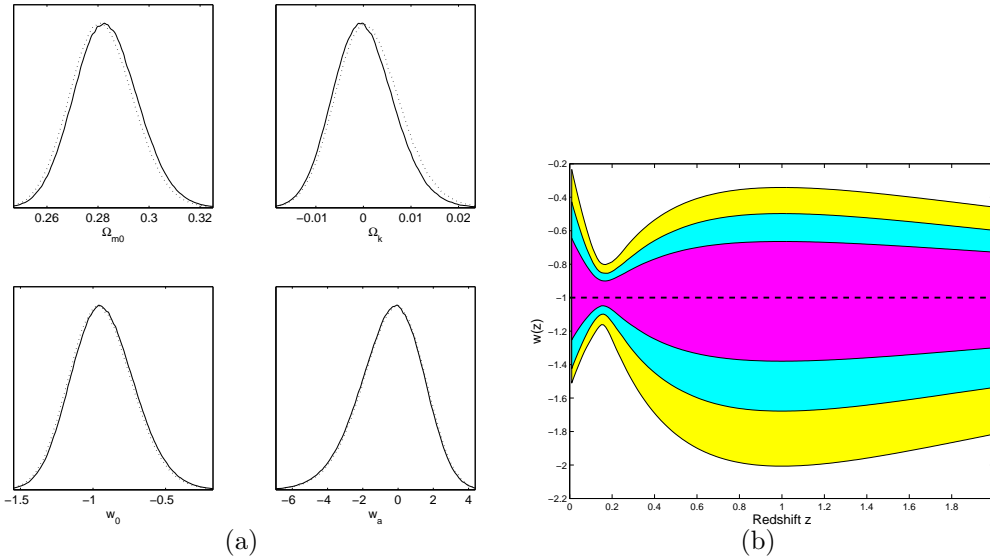 0.26 0.28 0.3 0.32
Ω_m0
−0.01 0 0.01 0.02
Ω_k
−1.5 −1 −0.5
w_0
−6 −4 −2 0 2 4
w_a
(a)
−0.2
−0.4
−0.6
−0.8
−1
−1.2
−1.4
−1.6
−1.8
−2
−2.2
w(z)
0 0.2 0.4 0.6 0.8 1 1.2 1.4 1.6 1.8
Redshift z
(b)